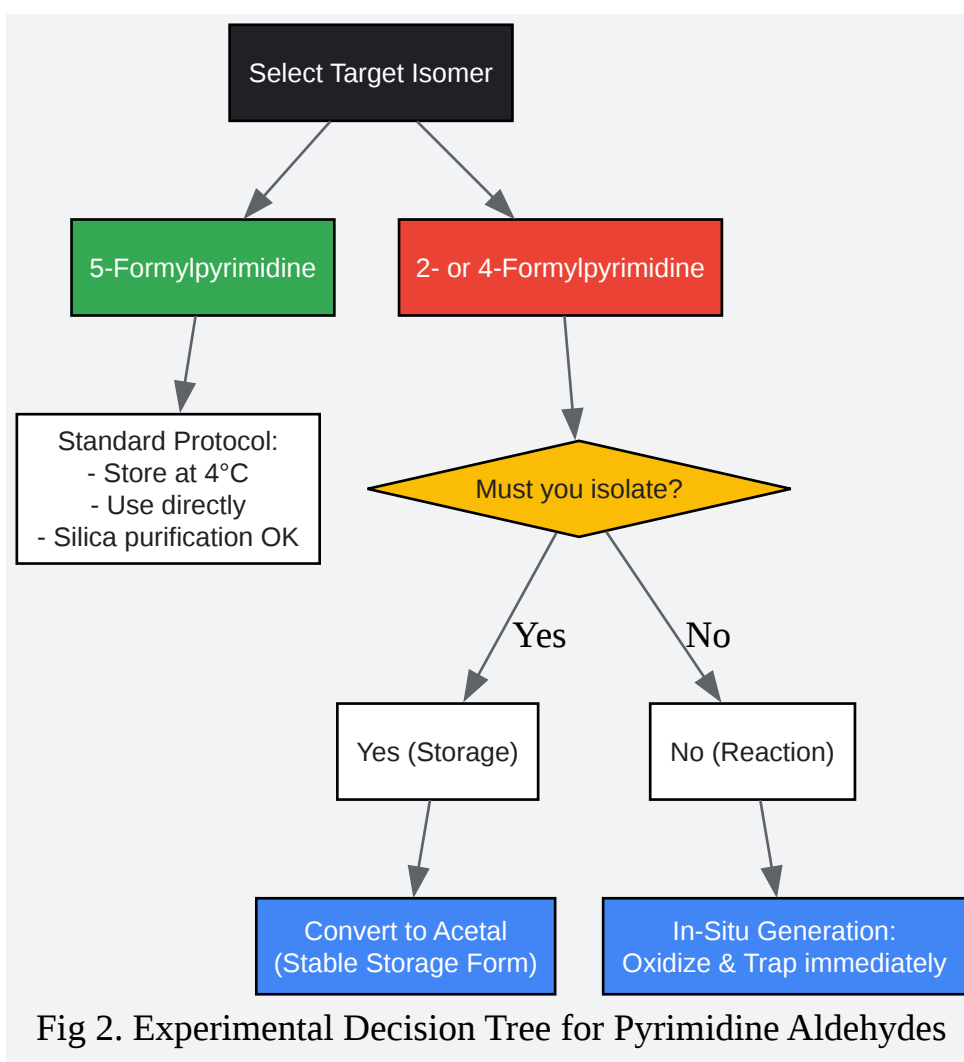 Select Target Isomer
5-Formylpyrimidine
2- or 4-Formylpyrimidine
Standard Protocol:
- Store at 4°C
- Use directly
- Silica purification OK
Must you isolate?
Yes
No
Yes (Storage)
No (Reaction)
Convert to Acetal
(Stable Storage Form)
In-Situ Generation:
Oxidize & Trap immediately
Fig 2. Experimental Decision Tree for Pyrimidine Aldehydes